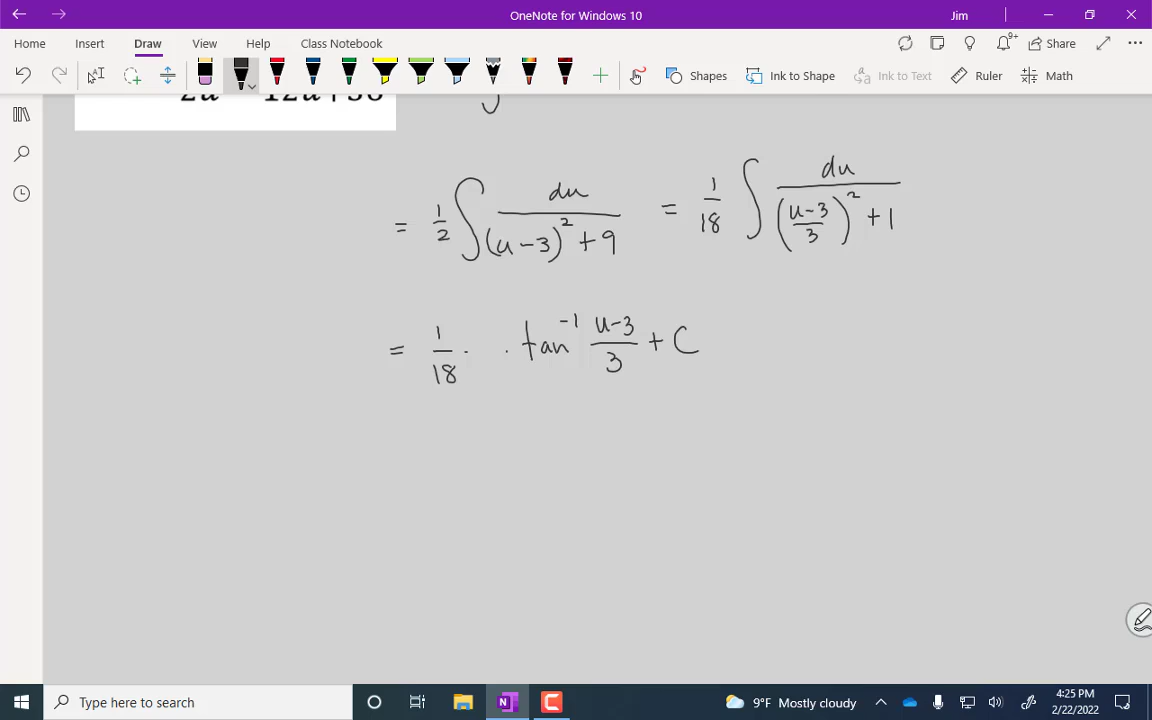 OneNote for Windows 10
Jim
Home Insert Draw View Help Class Notebook
9+ Share
Shapes Ink to Shape Ink to Text Ruler Math
= 1/2 ∫ du/((u-3)^2 + 9) = 1/18 ∫ du/(((u-3)/3)^2 + 1)
= 1/18 · · tan^-1 (u-3)/3 + C
Type here to search
9°F Mostly cloudy
4:25 PM
2/22/2022